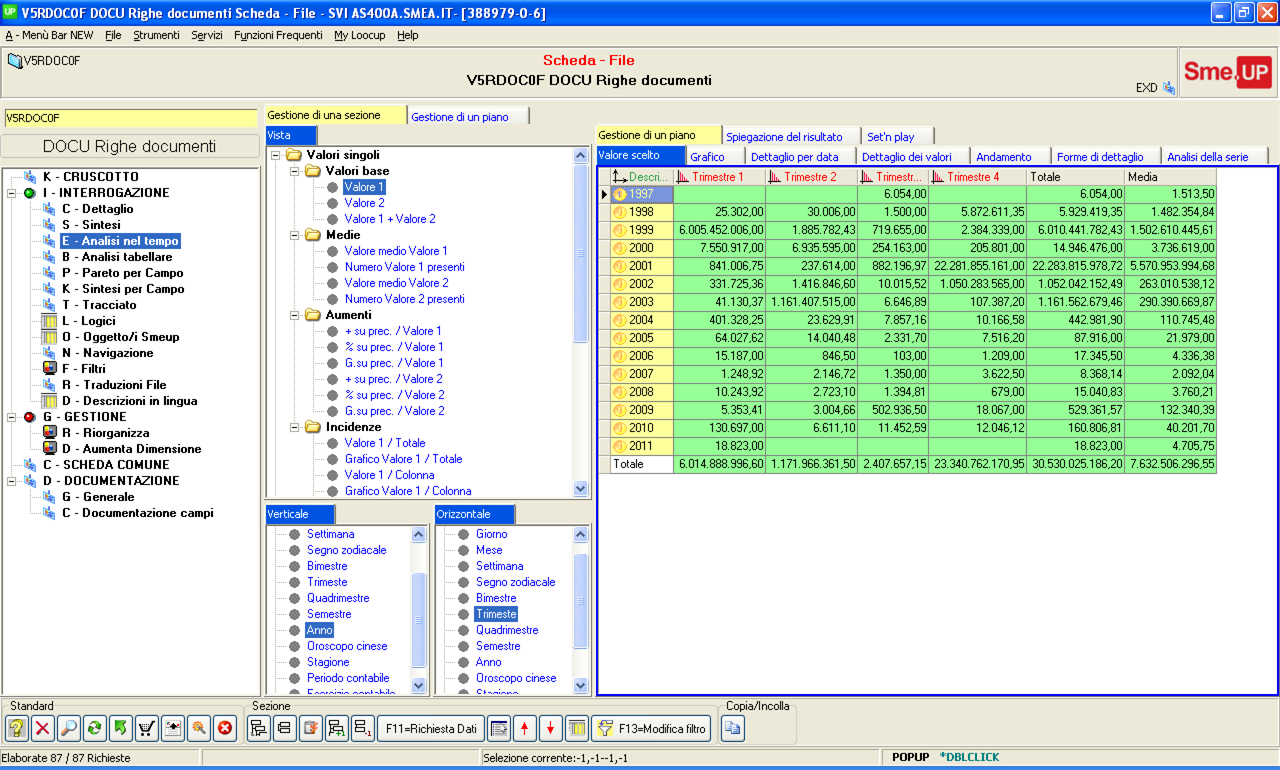 UP V5RDOC0F DOCU Righe documenti Scheda - File - SVI AS400A.SMEA.IT- [388979-0-6]
A - Menù Bar NEW File Strumenti Servizi Funzioni Frequenti My Loocup Help
V5RDOC0F
Scheda - File
V5RDOC0F DOCU Righe documenti
EXD
Sme.UP
V5RDOC0F
DOCU Righe documenti
K - CRUSCOTTO
I - INTERROGAZIONE
C - Dettaglio
S - Sintesi
E - Analisi nel tempo
B - Analisi tabellare
P - Pareto per Campo
K - Sintesi per Campo
T - Tracciato
L - Logici
O - Oggetto/i Smeup
N - Navigazione
F - Filtri
R - Traduzioni File
D - Descrizioni in lingua
G - GESTIONE
R - Riorganizza
D - Aumenta Dimensione
C - SCHEDA COMUNE
D - DOCUMENTAZIONE
G - Generale
C - Documentazione campi
Gestione di una sezione Gestione di un piano
Vista
Valori singoli
Valori base
Valore 1
Valore 2
Valore 1 + Valore 2
Medie
Valore medio Valore 1
Numero Valore 1 presenti
Valore medio Valore 2
Numero Valore 2 presenti
Aumenti
+ su prec. / Valore 1
% su prec. / Valore 1
G.su prec. / Valore 1
+ su prec. / Valore 2
% su prec. / Valore 2
G.su prec. / Valore 2
Incidenze
Valore 1 / Totale
Grafico Valore 1 / Totale
Valore 1 / Colonna
Grafico Valore 1 / Colonna
Verticale
Settimana
Segno zodiacale
Bimestre
Trimeste
Quadrimestre
Semestre
Anno
Oroscopo cinese
Stagione
Periodo contabile
Esercizio contabile
Orizzontale
Giorno
Mese
Settimana
Segno zodiacale
Bimestre
Trimeste
Quadrimestre
Semestre
Anno
Oroscopo cinese
Stagione
Gestione di un piano Spiegazione del risultato Set'n play
Valore scelto Grafico Dettaglio per data Dettaglio dei valori Andamento Forme di dettaglio Analisi della serie
Descri... Trimestre 1 Trimestre 2 Trimestr... Trimestre 4 Totale Media
1997 6.054,00 6.054,00 1.513,50
1998 25.302,00 30.006,00 1.500,00 5.872.611,35 5.929.419,35 1.482.354,84
1999 6.005.452.006,00 1.885.782,43 719.655,00 2.384.339,00 6.010.441.782,43 1.502.610.445,61
2000 7.550.917,00 6.935.595,00 254.163,00 205.801,00 14.946.476,00 3.736.619,00
2001 841.006,75 237.614,00 882.196,97 22.281.855.161,00 22.283.815.978,72 5.570.953.994,68
2002 331.725,36 1.416.846,60 10.015,52 1.050.283.565,00 1.052.042.152,49 263.010.538,12
2003 41.130,37 1.161.407.515,00 6.646,89 107.387,20 1.161.562.679,46 290.390.669,87
2004 401.328,25 23.629,91 7.857,16 10.166,58 442.981,90 110.745,48
2005 64.027,62 14.040,48 2.331,70 7.516,20 87.916,00 21.979,00
2006 15.187,00 846,50 103,00 1.209,00 17.345,50 4.336,38
2007 1.248,92 2.146,72 1.350,00 3.622,50 8.368,14 2.092,04
2008 10.243,92 2.723,10 1.394,81 679,00 15.040,83 3.760,21
2009 5.353,41 3.004,66 502.936,50 18.067,00 529.361,57 132.340,39
2010 130.697,00 6.611,10 11.452,59 12.046,12 160.806,81 40.201,70
2011 18.823,00 18.823,00 4.705,75
Totale 6.014.888.996,60 1.171.966.361,50 2.407.657,15 23.340.762.170,95 30.530.025.186,20 7.632.506.296,55
Standard Sezione Copia/Incolla
F11=Richiesta Dati F13=Modifica filtro
Elaborate 87 / 87 Richieste Selezione corrente:-1,-1--1,-1 POPUP *DBLCLICK